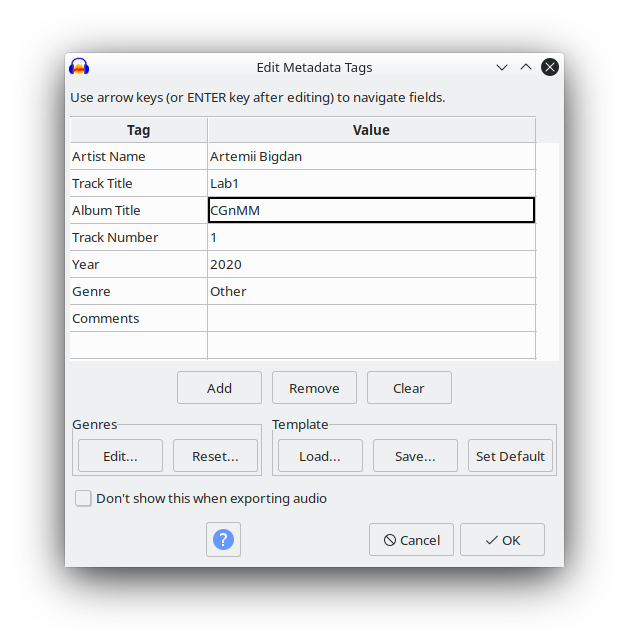 Edit Metadata Tags
Use arrow keys (or ENTER key after editing) to navigate fields.
Tag Value
Artist Name Artemii Bigdan
Track Title Lab1
Album Title CGnMM
Track Number 1
Year 2020
Genre Other
Comments
Add Remove Clear
Genres Template
Edit... Reset... Load... Save... Set Default
Don't show this when exporting audio
? Cancel OK